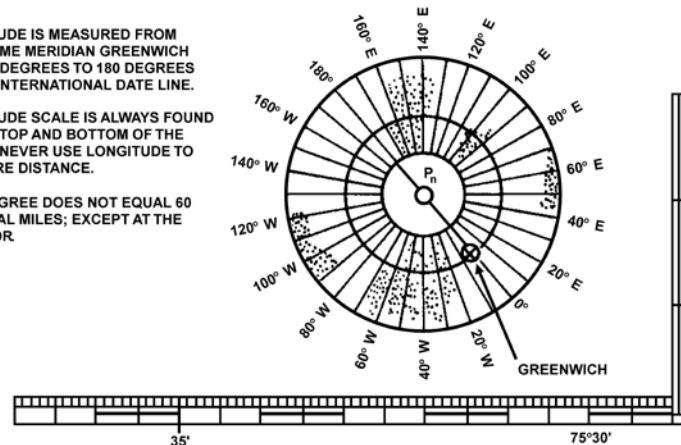 UDE IS MEASURED FROM
ME MERIDIAN GREENWICH
DEGREES TO 180 DEGREES
INTERNATIONAL DATE LINE.
UDE SCALE IS ALWAYS FOUND
TOP AND BOTTOM OF THE
NEVER USE LONGITUDE TO
RE DISTANCE.
EGREE DOES NOT EQUAL 60
AL MILES; EXCEPT AT THE
OR
180°
160° E
140° E
120° E
100° E
80° E
60° E
40° E
20° E
0°
20° W
40° W
60° W
80° W
100° W
120° W
140° W
160° W
Pn
GREENWICH
35'
75°30'